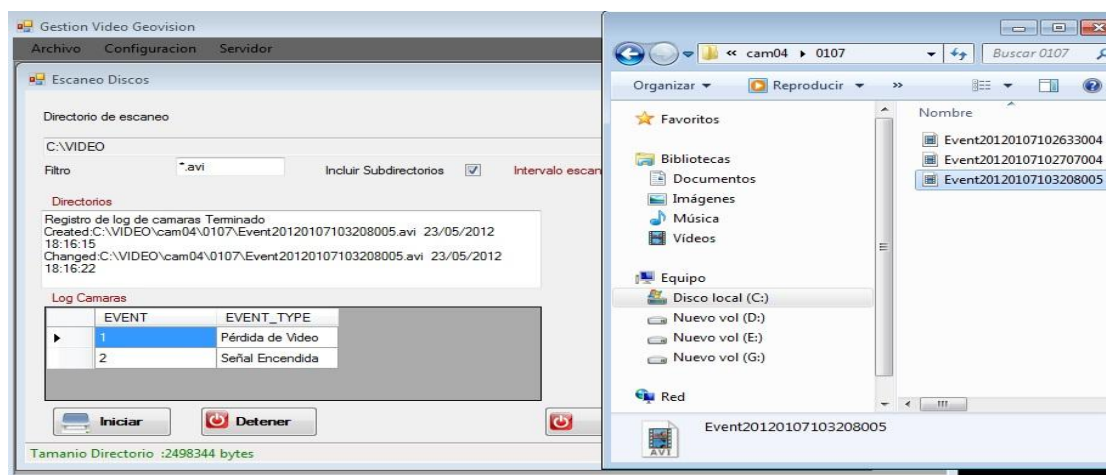 Gestion Video Geovision
Archivo Configuracion Servidor
Escaneo Discos
Directorio de escaneo
C:\VIDEO
Filtro *.avi Incluir Subdirectorios Intervalo escan
Directorios
Registro de log de camaras Terminado
Created:C:\VIDEO\cam04\0107\Event20120107103208005.avi 23/05/2012
18:16:15
Changed:C:\VIDEO\cam04\0107\Event20120107103208005.avi 23/05/2012
18:16:22
Log Camaras
EVENT EVENT_TYPE
1 Pérdida de Video
2 Señal Encendida
Iniciar Detener
Tamanio Directorio :2498344 bytes
« cam04 0107 Buscar 0107
Organizar Reproducir »
Favoritos
Bibliotecas
Documentos
Imágenes
Música
Vídeos
Equipo
Disco local (C:)
Nuevo vol (D:)
Nuevo vol (E:)
Nuevo vol (G:)
Red
Nombre
Event20120107102633004
Event20120107102707004
Event20120107103208005
Event20120107103208005
AVI